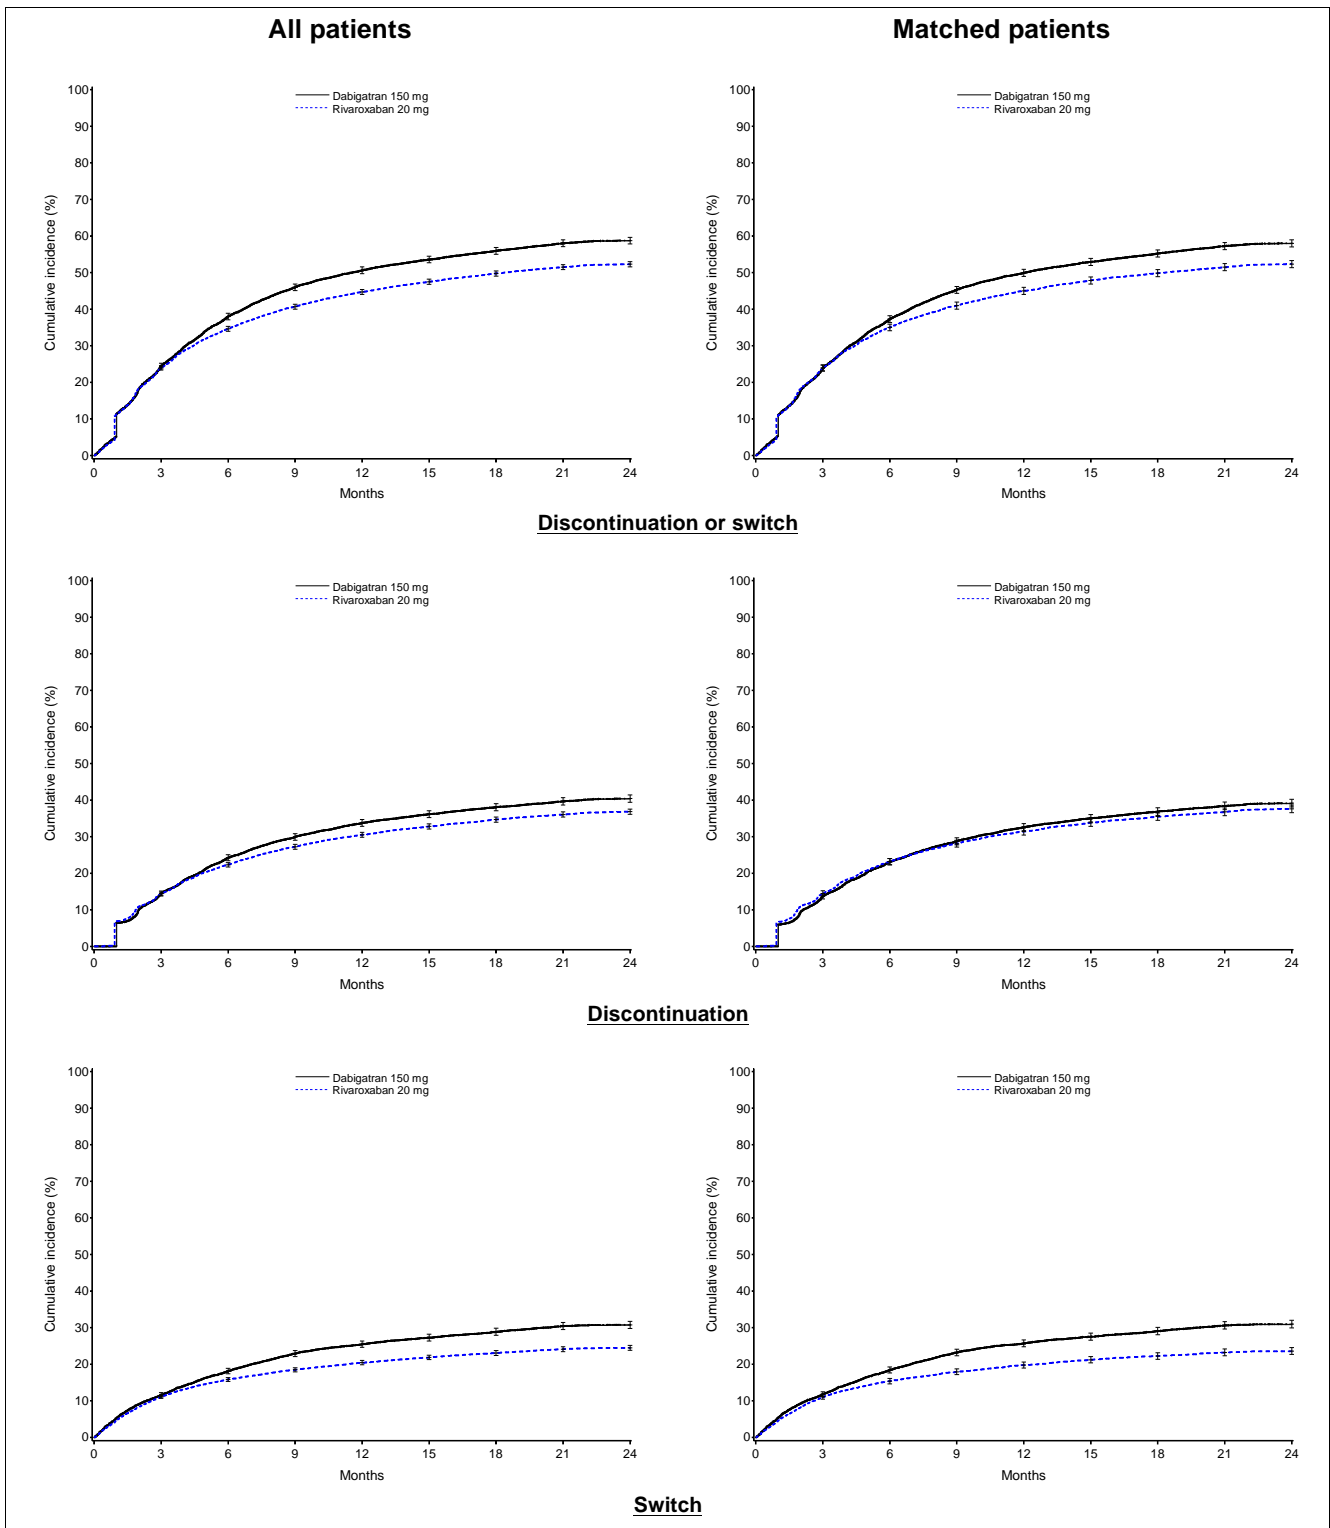 All patients
Matched patients
Dabigatran 150 mg
Rivaroxaban 20 mg
100
90
80
70
60
50
40
30
20
10
0
Cumulative incidence (%)
0 3 6 9 12 15 18 21 24
Months
Dabigatran 150 mg
Rivaroxaban 20 mg
100
90
80
70
60
50
40
30
20
10
0
Cumulative incidence (%)
0 3 6 9 12 15 18 21 24
Months
Discontinuation or switch
Dabigatran 150 mg
Rivaroxaban 20 mg
100
90
80
70
60
50
40
30
20
10
0
Cumulative incidence (%)
0 3 6 9 12 15 18 21 24
Months
Dabigatran 150 mg
Rivaroxaban 20 mg
100
90
80
70
60
50
40
30
20
10
0
Cumulative incidence (%)
0 3 6 9 12 15 18 21 24
Months
Discontinuation
Dabigatran 150 mg
Rivaroxaban 20 mg
100
90
80
70
60
50
40
30
20
10
0
Cumulative incidence (%)
0 3 6 9 12 15 18 21 24
Months
Dabigatran 150 mg
Rivaroxaban 20 mg
100
90
80
70
60
50
40
30
20
10
0
Cumulative incidence (%)
0 3 6 9 12 15 18 21 24
Months
Switch